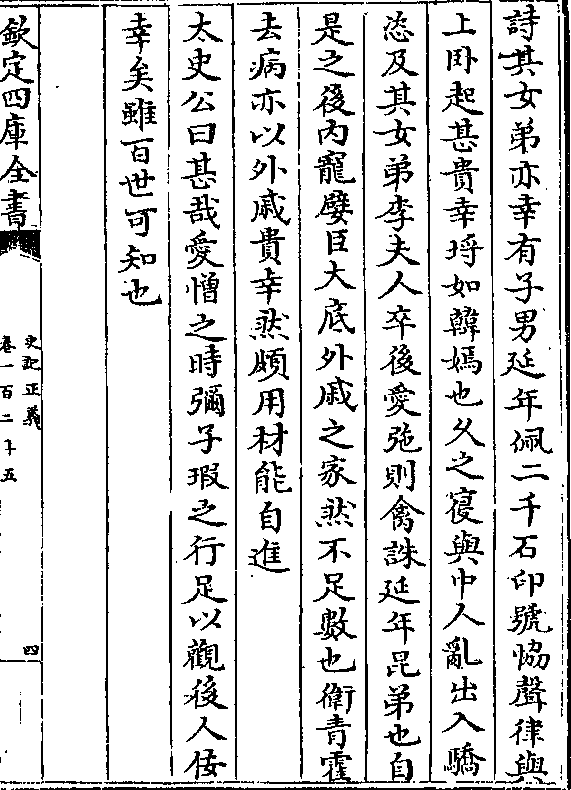 詩其女弟亦幸有子男延年佩二千石印號恊聲律與
上卧起甚貴幸埒如韓嫣也乆之寖與中人亂出入驕
恣及其女弟李夫人卒後愛弛則禽誅延年昆弟也自
是之後内寵嬖臣大底外戚之家然不足數也衛青霍
去病亦以外戚貴幸然頗用材能自進
太史公曰甚哉愛憎之時彌子瑕之行足以觀後人佞
幸矣雖百世可知也
欽定四庫全書
史記正義
卷一百二十五
四